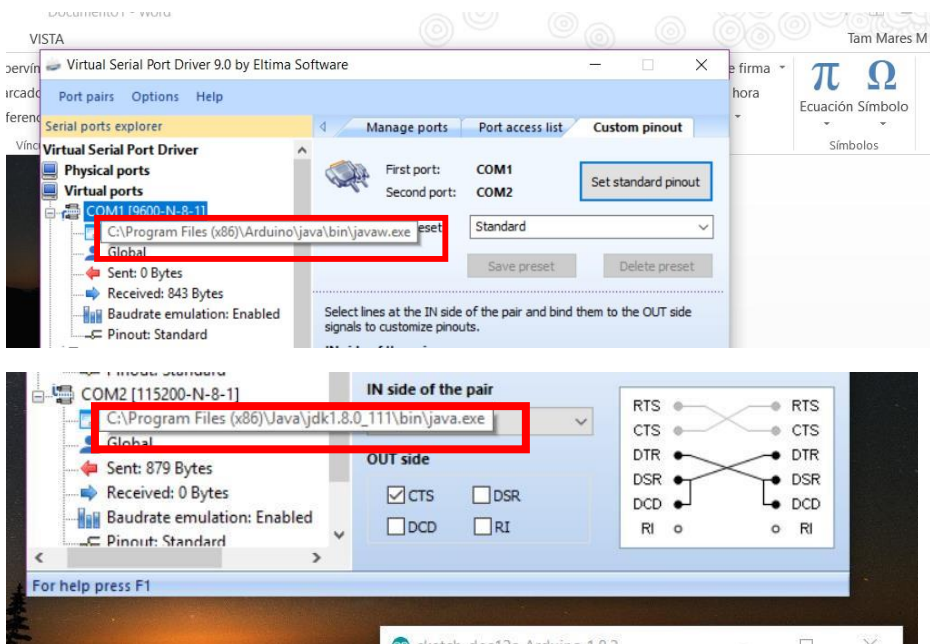 Documento1 - Word
VISTA
Tam Mares M
Virtual Serial Port Driver 9.0 by Eltima Software
e firma
hora
Ecuación Símbolo
Símbolos
Port pairs Options Help
Serial ports explorer
Manage ports Port access list Custom pinout
Virtual Serial Port Driver
Physical ports
Virtual ports
COM1 [9600-N-8-1]
C:\Program Files (x86)\Arduino\java\bin\javaw.exe
Global
Sent: 0 Bytes
Received: 843 Bytes
Baudrate emulation: Enabled
Pinout: Standard
First port: COM1
Second port: COM2
Set standard pinout
eset
Standard
Save preset Delete preset
Select lines at the IN side of the pair and bind them to the OUT side
signals to customize pinouts.
COM2 [115200-N-8-1]
C:\Program Files (x86)\Java\jdk1.8.0_111\bin\java.exe
Global
Sent: 879 Bytes
Received: 0 Bytes
Baudrate emulation: Enabled
Pinout: Standard
IN side of the pair
OUT side
CTS DSR
DCD RI
RTS RTS
CTS CTS
DTR DTR
DSR DSR
DCD DCD
RI RI
For help press F1